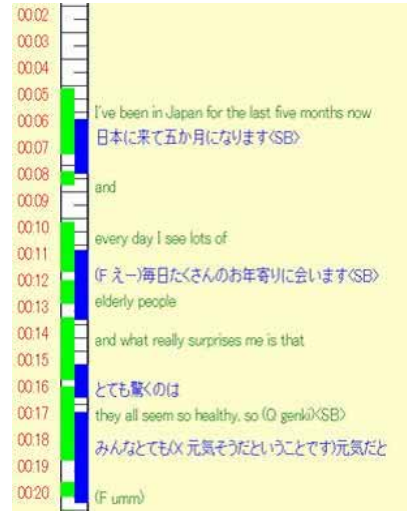 00:02
00:03
00:04
00:05
I've been in Japan for the last five months now
00:06
日本に来て五か月になります<SB>
00:07
00:08
and
00:09
00:10
every day I see lots of
00:11
(F えー)毎日たくさんのお年寄りに会います<SB>
00:12
elderly people
00:13
00:14
and what really surprises me is that
00:15
00:16
とても驚くのは
00:17
they all seem so healthy, so (Q genki)<SB>
00:18
みんなとても(X 元気そうだということです)元気だと
00:19
00:20
(F umm)